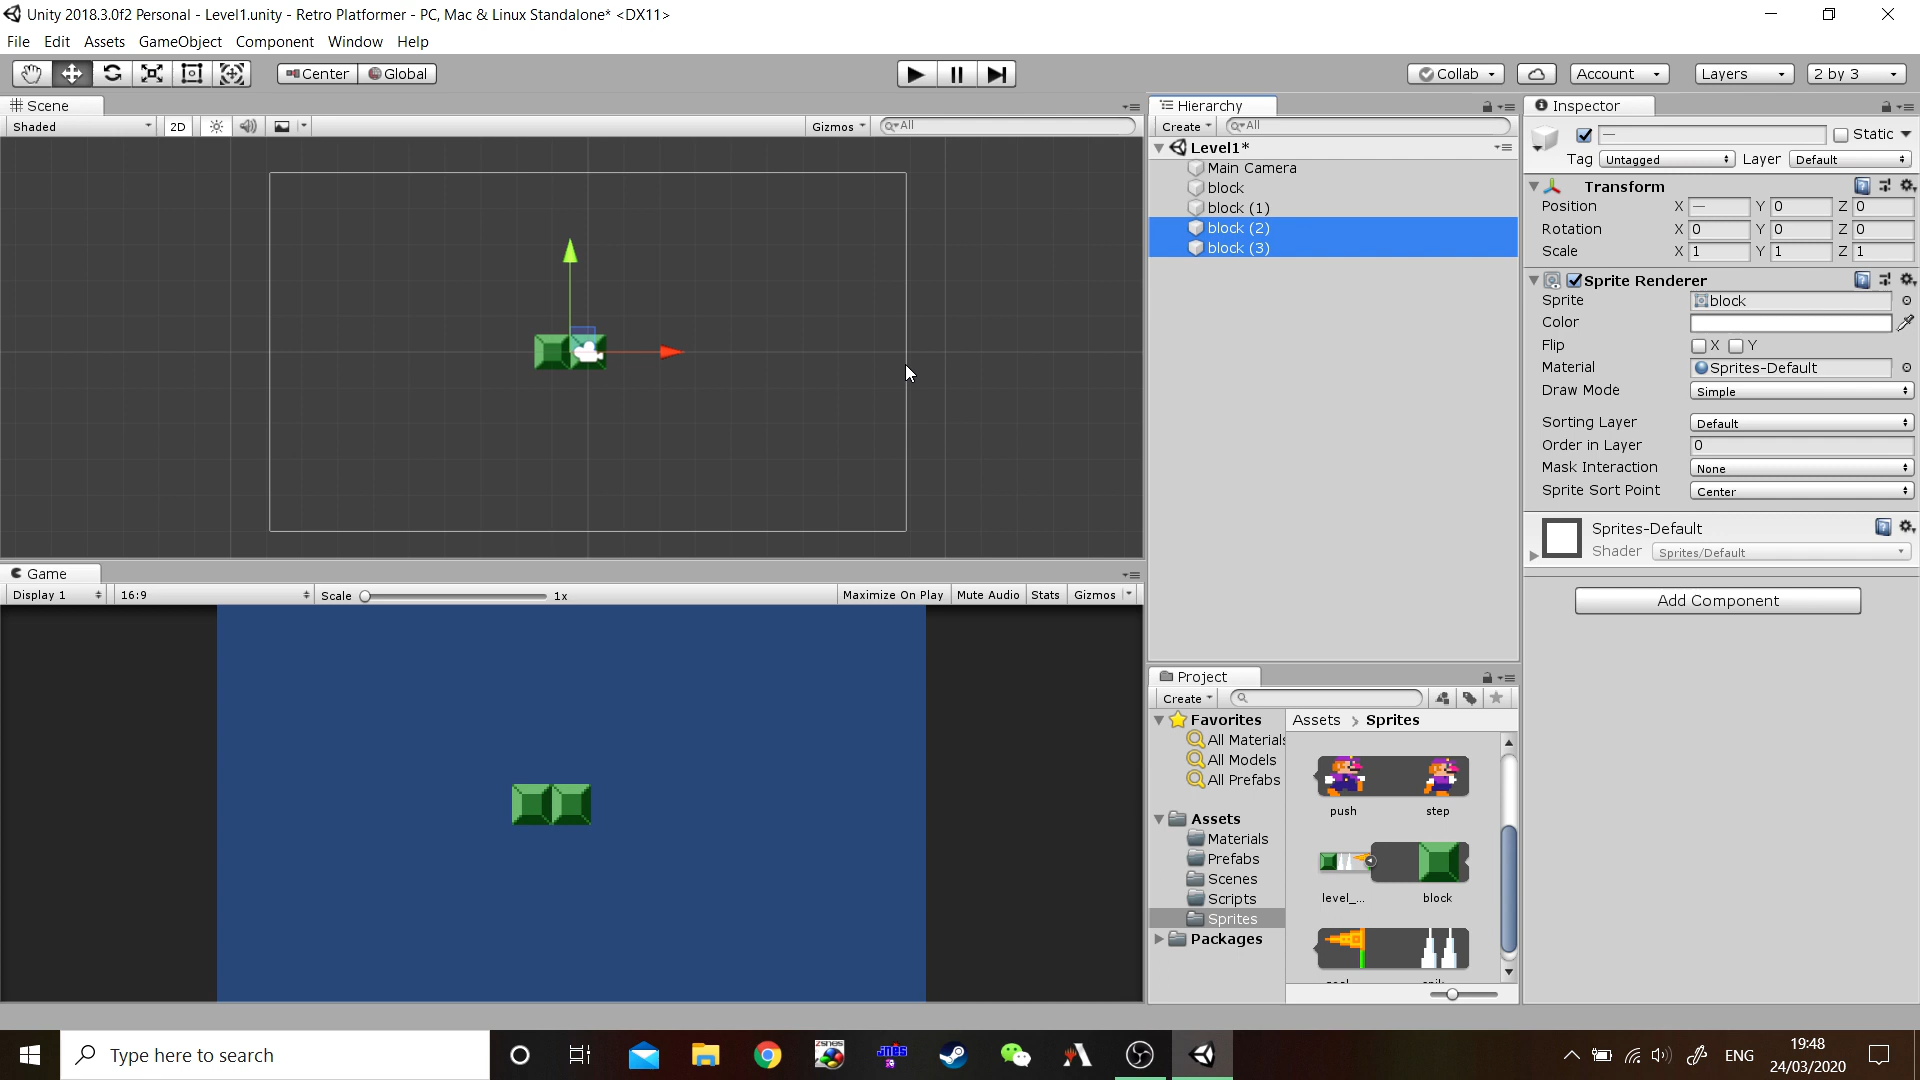 Unity 2018.3.0f2 Personal - Level1.unity - Retro Platformer - PC, Mac & Linux Standalone* <DX11>
File Edit Assets GameObject Component Window Help
Center Global Collab Account Layers 2 by 3
Scene
Shaded 2D Gizmos All
Game
Display 1 16:9 Scale 1x Maximize On Play Mute Audio Stats Gizmos
Hierarchy
Create All
Level1*
Main Camera
block
block (1)
block (2)
block (3)
Project
Create
Favorites
All Materials
All Models
All Prefabs
Assets
Materials
Prefabs
Scenes
Scripts
Sprites
Packages
Assets > Sprites
push step
level_... block
Inspector
— Static
Tag Untagged Layer Default
Transform
Position X — Y 0 Z 0
Rotation X 0 Y 0 Z 0
Scale X 1 Y 1 Z 1
Sprite Renderer
Sprite block
Color
Flip X Y
Material Sprites-Default
Draw Mode Simple
Sorting Layer Default
Order in Layer 0
Mask Interaction None
Sprite Sort Point Center
Sprites-Default
Shader Sprites/Default
Add Component
Type here to search
ZSNES
jnes
ENG
19:48
24/03/2020